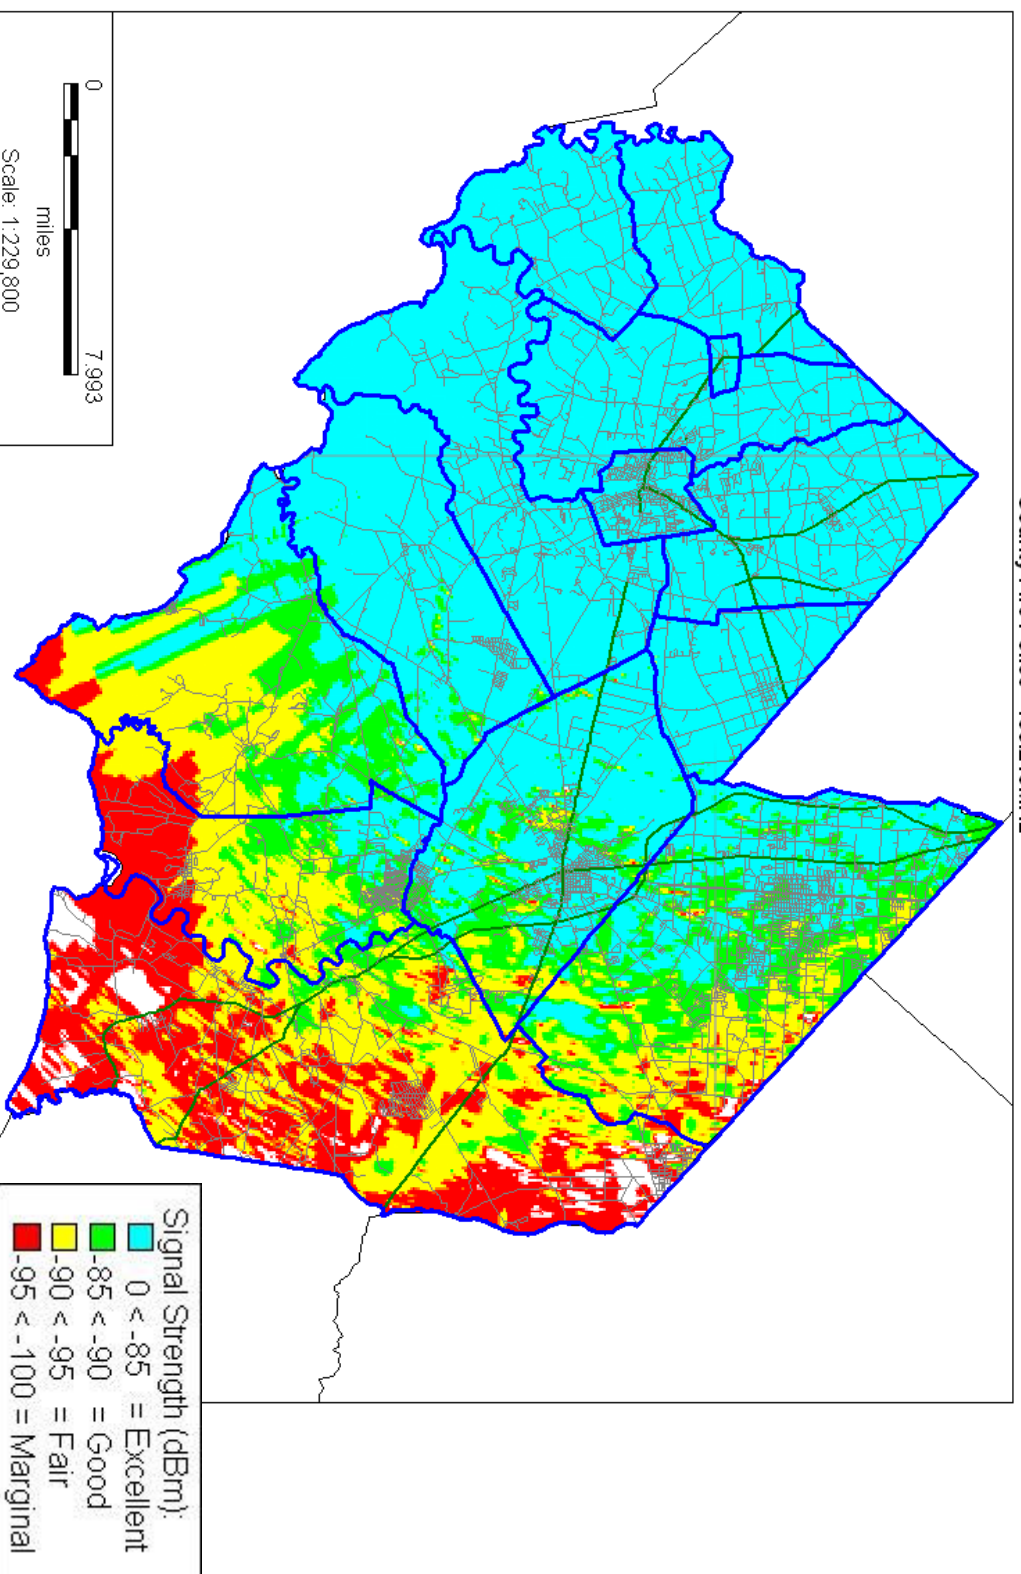 0 7.993
miles
Scale: 1:229,800
Signal Strength (dBm):
0 < -85 = Excellent
-85 < -90 = Good
-90 < -95 = Fair
-95 < -100 = Marginal